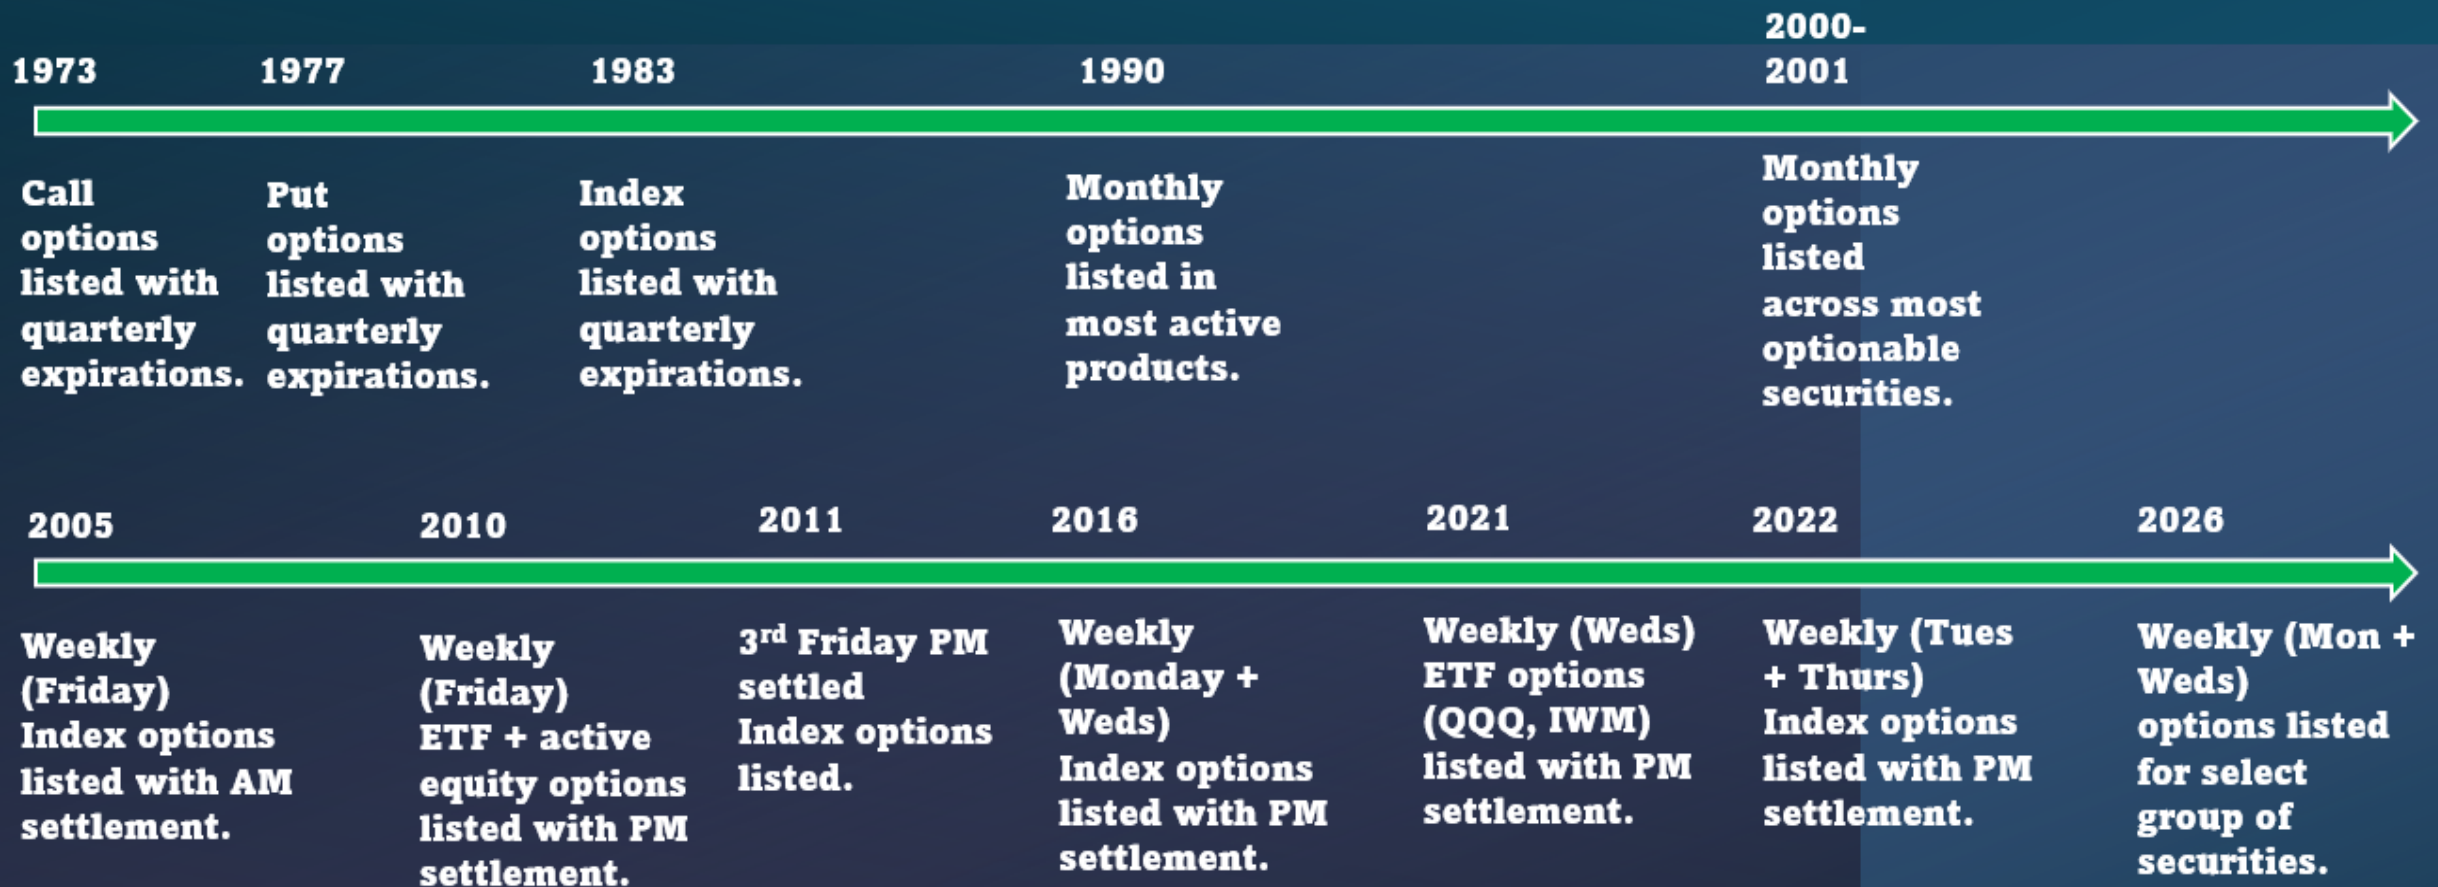 1973
Call
options
listed with
quarterly
expirations.
1977
Put
options
listed with
quarterly
expirations.
1983
Index
options
listed with
quarterly
expirations.
1990
Monthly
options
listed in
most active
products.
2000-
2001
Monthly
options
listed
across most
optionable
securities.
2005
Weekly
(Friday)
Index options
listed with AM
settlement.
2010
Weekly
(Friday)
ETF + active
equity options
listed with PM
settlement.
2011
3rd Friday PM
settled
Index options
listed.
2016
Weekly
(Monday +
Weds)
Index options
listed with PM
settlement.
2021
Weekly (Weds)
ETF options
(QQQ, IWM)
listed with PM
settlement.
2022
Weekly (Tues
+ Thurs)
Index options
listed with PM
settlement.
2026
Weekly (Mon +
Weds)
options listed
for select
group of
securities.